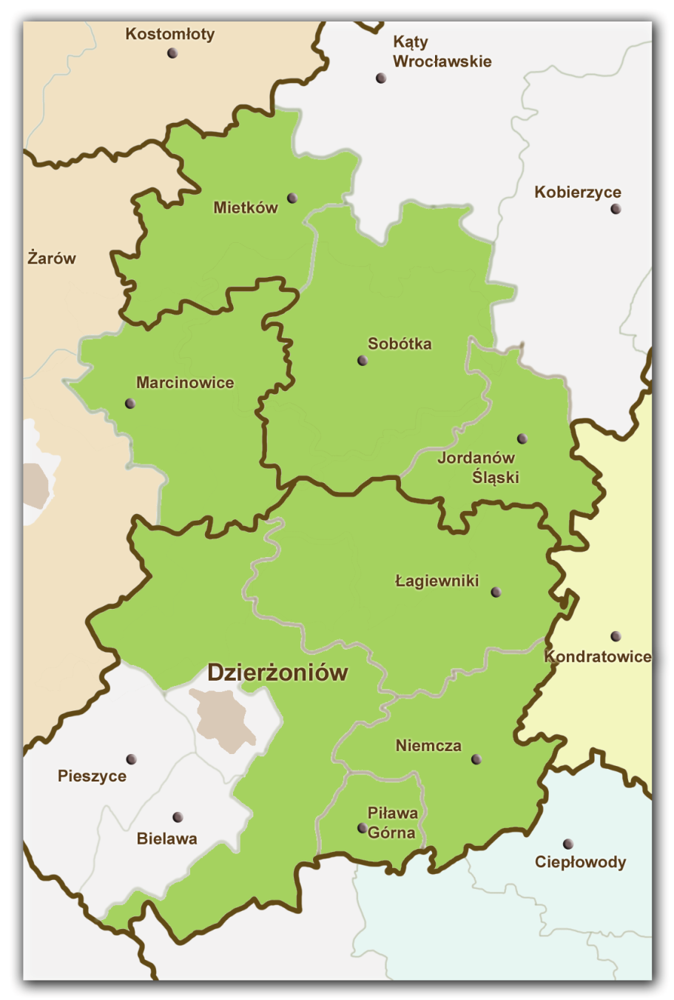 Kostomłoty
Kąty
Wrocławskie
Kobierzyce
Mietków
Żarów
Sobótka
Marcinowice
Jordanów
Śląski
Łagiewniki
Kondratowice
Dzierżoniów
Niemcza
Pieszyce
Piława
Górna
Bielawa
Ciepłowody